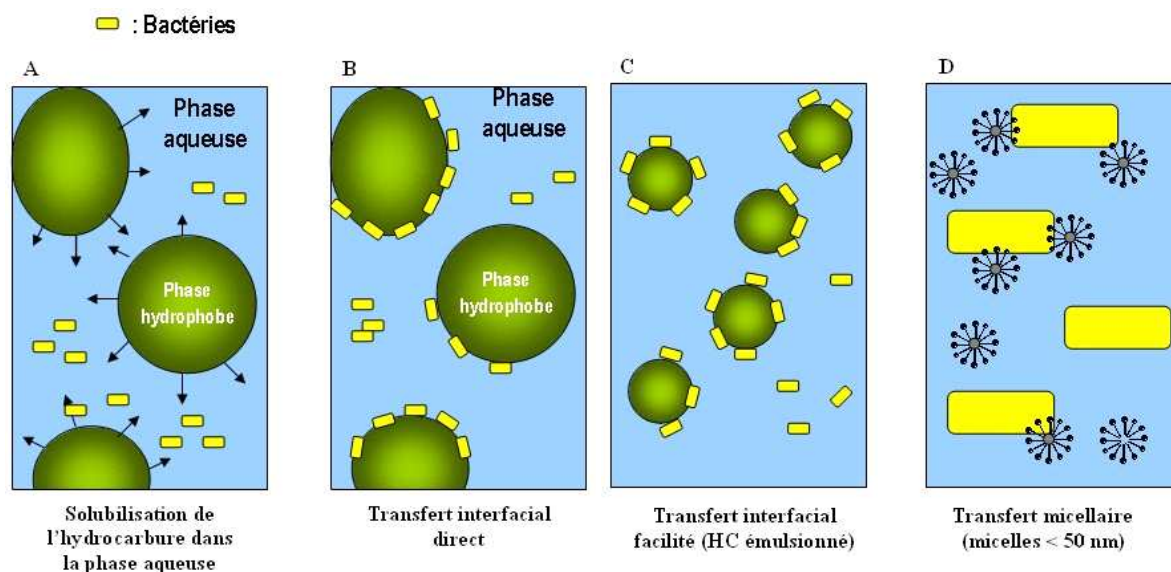 : Bactéries
A
B
C
D
Phase
aqueuse
Phase
hydrophobe
Phase
aqueuse
Phase
hydrophobe
Solubilisation de
l'hydrocarbure dans
la phase aqueuse
Transfert interfacial
direct
Transfert interfacial
facilité (HC émulsionné)
Transfert micellaire
(micelles < 50 nm)